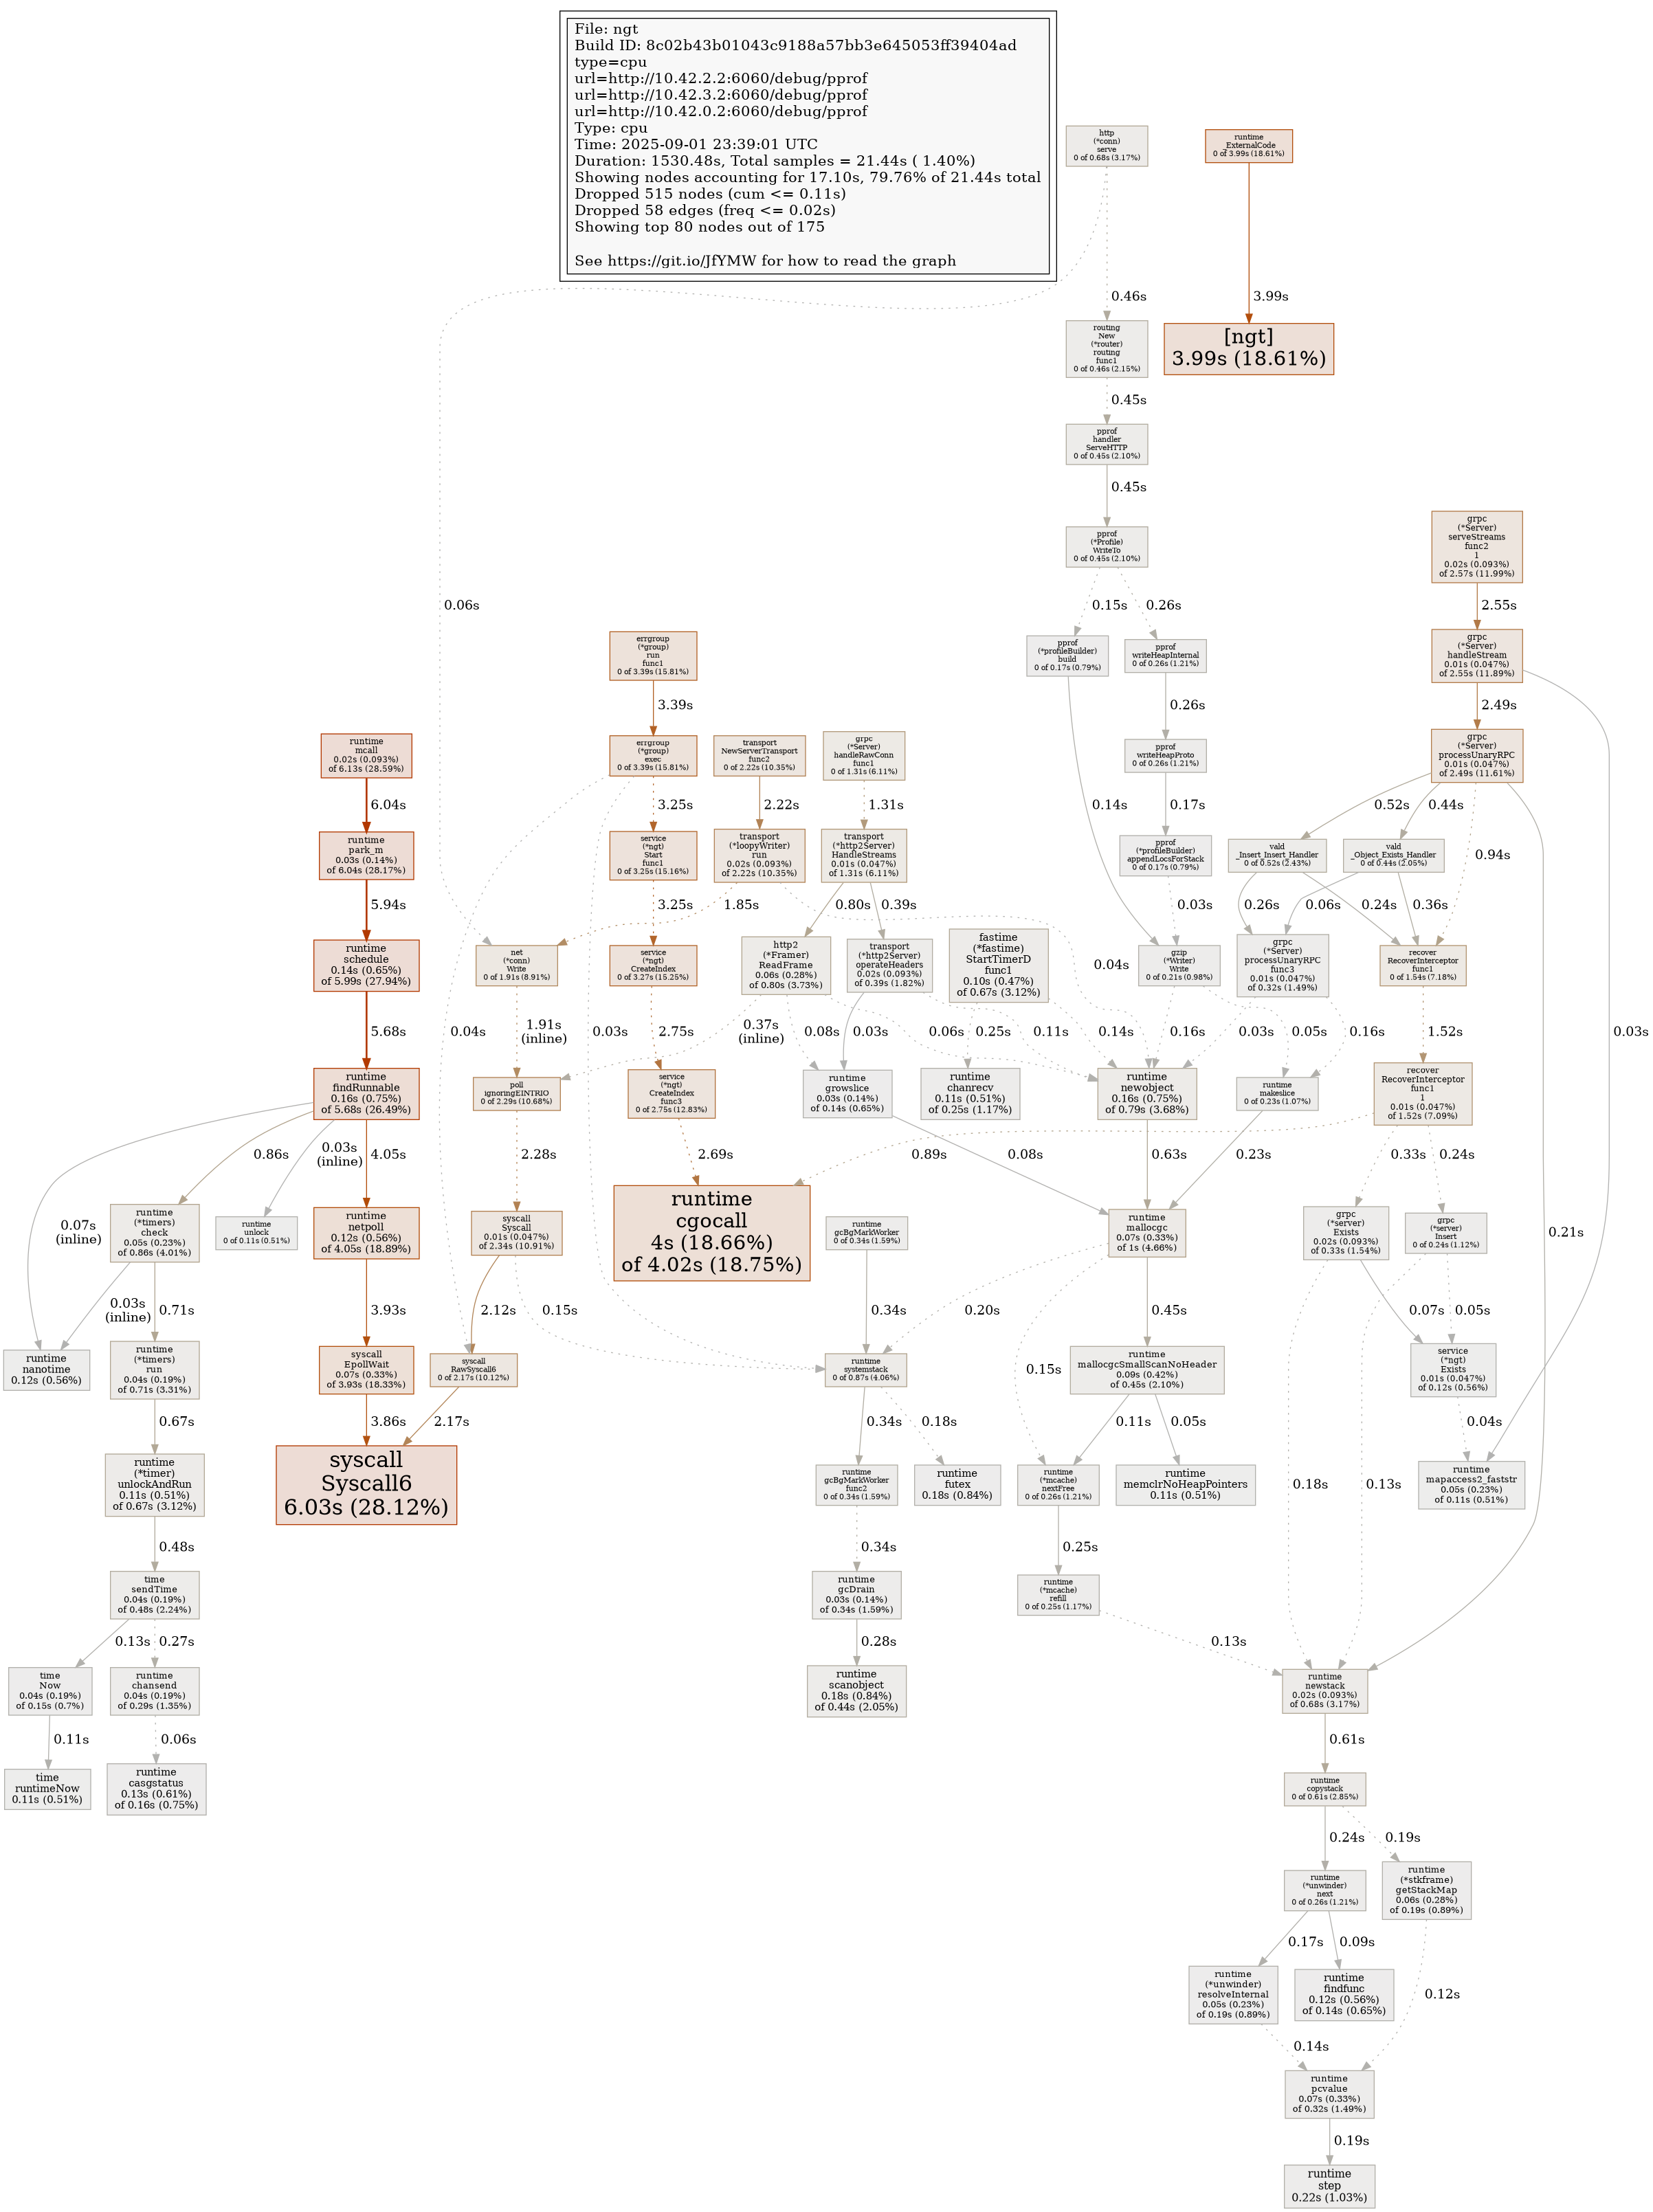 File: ngt
Build ID: 8c02b43b01043c9188a57bb3e645053ff39404ad
type=cpu
url=http://10.42.2.2:6060/debug/pprof
url=http://10.42.3.2:6060/debug/pprof
url=http://10.42.0.2:6060/debug/pprof
Type: cpu
Time: 2025-09-01 23:39:01 UTC
Duration: 1530.48s, Total samples = 21.44s ( 1.40%)
Showing nodes accounting for 17.10s, 79.76% of 21.44s total
Dropped 515 nodes (cum <= 0.11s)
Dropped 58 edges (freq <= 0.02s)
Showing top 80 nodes out of 175
See https://git.io/JfYMW for how to read the graph
http
(*conn)
serve
0 of 0.68s (3.17%)
runtime
_ExternalCode
0 of 3.99s (18.61%)
0.46s
3.99s
routing
New
(*router)
routing
func1
0 of 0.46s (2.15%)
[ngt]
3.99s (18.61%)
0.45s
pprof
handler
ServeHTTP
0 of 0.45s (2.10%)
0.45s
pprof
(*Profile)
WriteTo
0 of 0.45s (2.10%)
grpc
(*Server)
serveStreams
func2
1
0.02s (0.093%)
of 2.57s (11.99%)
0.06s
0.15s
0.26s
2.55s
errgroup
(*group)
run
func1
0 of 3.39s (15.81%)
pprof
(*profileBuilder)
build
0 of 0.17s (0.79%)
pprof
writeHeapInternal
0 of 0.26s (1.21%)
grpc
(*Server)
handleStream
0.01s (0.047%)
of 2.55s (11.89%)
3.39s
0.26s
2.49s
runtime
mcall
0.02s (0.093%)
of 6.13s (28.59%)
errgroup
(*group)
exec
0 of 3.39s (15.81%)
transport
NewServerTransport
func2
0 of 2.22s (10.35%)
grpc
(*Server)
handleRawConn
func1
0 of 1.31s (6.11%)
pprof
writeHeapProto
0 of 0.26s (1.21%)
grpc
(*Server)
processUnaryRPC
0.01s (0.047%)
of 2.49s (11.61%)
6.04s
3.25s
2.22s
1.31s
0.14s
0.17s
0.52s
0.44s
runtime
park_m
0.03s (0.14%)
of 6.04s (28.17%)
service
(*ngt)
Start
func1
0 of 3.25s (15.16%)
transport
(*loopyWriter)
run
0.02s (0.093%)
of 2.22s (10.35%)
transport
(*http2Server)
HandleStreams
0.01s (0.047%)
of 1.31s (6.11%)
pprof
(*profileBuilder)
appendLocsForStack
0 of 0.17s (0.79%)
vald
_Insert_Insert_Handler
0 of 0.52s (2.43%)
vald
_Object_Exists_Handler
0 of 0.44s (2.05%)
0.94s
5.94s
3.25s
1.85s
0.80s
0.39s
0.03s
0.26s
0.06s
0.24s
0.36s
runtime
schedule
0.14s (0.65%)
of 5.99s (27.94%)
net
(*conn)
Write
0 of 1.91s (8.91%)
service
(*ngt)
CreateIndex
0 of 3.27s (15.25%)
http2
(*Framer)
ReadFrame
0.06s (0.28%)
of 0.80s (3.73%)
transport
(*http2Server)
operateHeaders
0.02s (0.093%)
of 0.39s (1.82%)
fastime
(*fastime)
StartTimerD
func1
0.10s (0.47%)
of 0.67s (3.12%)
0.04s
gzip
(*Writer)
Write
0 of 0.21s (0.98%)
grpc
(*Server)
processUnaryRPC
func3
0.01s (0.047%)
of 0.32s (1.49%)
recover
RecoverInterceptor
func1
0 of 1.54s (7.18%)
5.68s
0.04s
1.91s
(inline)
0.03s
2.75s
0.37s
(inline)
0.08s
0.03s
0.06s
0.25s
0.11s
0.14s
0.16s
0.03s
0.05s
0.16s
1.52s
0.03s
runtime
findRunnable
0.16s (0.75%)
of 5.68s (26.49%)
poll
ignoringEINTRIO
0 of 2.29s (10.68%)
service
(*ngt)
CreateIndex
func3
0 of 2.75s (12.83%)
runtime
growslice
0.03s (0.14%)
of 0.14s (0.65%)
runtime
chanrecv
0.11s (0.51%)
of 0.25s (1.17%)
runtime
newobject
0.16s (0.75%)
of 0.79s (3.68%)
runtime
makeslice
0 of 0.23s (1.07%)
recover
RecoverInterceptor
func1
1
0.01s (0.047%)
of 1.52s (7.09%)
0.86s
0.03s
(inline)
4.05s
2.28s
2.69s
0.89s
0.08s
0.63s
0.23s
0.33s
0.24s
0.07s
(inline)
runtime
(*timers)
check
0.05s (0.23%)
of 0.86s (4.01%)
runtime
unlock
0 of 0.11s (0.51%)
runtime
netpoll
0.12s (0.56%)
of 4.05s (18.89%)
syscall
Syscall
0.01s (0.047%)
of 2.34s (10.91%)
runtime
cgocall
4s (18.66%)
of 4.02s (18.75%)
runtime
gcBgMarkWorker
0 of 0.34s (1.59%)
runtime
mallocgc
0.07s (0.33%)
of 1s (4.66%)
grpc
(*server)
Exists
0.02s (0.093%)
of 0.33s (1.54%)
grpc
(*server)
Insert
0 of 0.24s (1.12%)
0.21s
0.03s
(inline)
0.71s
3.93s
2.12s
0.15s
0.34s
0.20s
0.15s
0.45s
0.07s
0.05s
runtime
nanotime
0.12s (0.56%)
runtime
(*timers)
run
0.04s (0.19%)
of 0.71s (3.31%)
syscall
EpollWait
0.07s (0.33%)
of 3.93s (18.33%)
syscall
RawSyscall6
0 of 2.17s (10.12%)
runtime
systemstack
0 of 0.87s (4.06%)
runtime
mallocgcSmallScanNoHeader
0.09s (0.42%)
of 0.45s (2.10%)
service
(*ngt)
Exists
0.01s (0.047%)
of 0.12s (0.56%)
0.67s
3.86s
2.17s
0.34s
0.18s
0.11s
0.05s
0.18s
0.13s
0.04s
runtime
(*timer)
unlockAndRun
0.11s (0.51%)
of 0.67s (3.12%)
syscall
Syscall6
6.03s (28.12%)
runtime
gcBgMarkWorker
func2
0 of 0.34s (1.59%)
runtime
futex
0.18s (0.84%)
runtime
(*mcache)
nextFree
0 of 0.26s (1.21%)
runtime
memclrNoHeapPointers
0.11s (0.51%)
runtime
mapaccess2_faststr
0.05s (0.23%)
of 0.11s (0.51%)
0.48s
0.34s
0.25s
time
sendTime
0.04s (0.19%)
of 0.48s (2.24%)
runtime
gcDrain
0.03s (0.14%)
of 0.34s (1.59%)
runtime
(*mcache)
refill
0 of 0.25s (1.17%)
0.13s
0.27s
0.28s
0.13s
time
Now
0.04s (0.19%)
of 0.15s (0.7%)
runtime
chansend
0.04s (0.19%)
of 0.29s (1.35%)
runtime
scanobject
0.18s (0.84%)
of 0.44s (2.05%)
runtime
newstack
0.02s (0.093%)
of 0.68s (3.17%)
0.11s
0.06s
0.61s
time
runtimeNow
0.11s (0.51%)
runtime
casgstatus
0.13s (0.61%)
of 0.16s (0.75%)
runtime
copystack
0 of 0.61s (2.85%)
0.24s
0.19s
runtime
(*unwinder)
next
0 of 0.26s (1.21%)
runtime
(*stkframe)
getStackMap
0.06s (0.28%)
of 0.19s (0.89%)
0.17s
0.09s
runtime
(*unwinder)
resolveInternal
0.05s (0.23%)
of 0.19s (0.89%)
runtime
findfunc
0.12s (0.56%)
of 0.14s (0.65%)
0.12s
0.14s
runtime
pcvalue
0.07s (0.33%)
of 0.32s (1.49%)
0.19s
runtime
step
0.22s (1.03%)